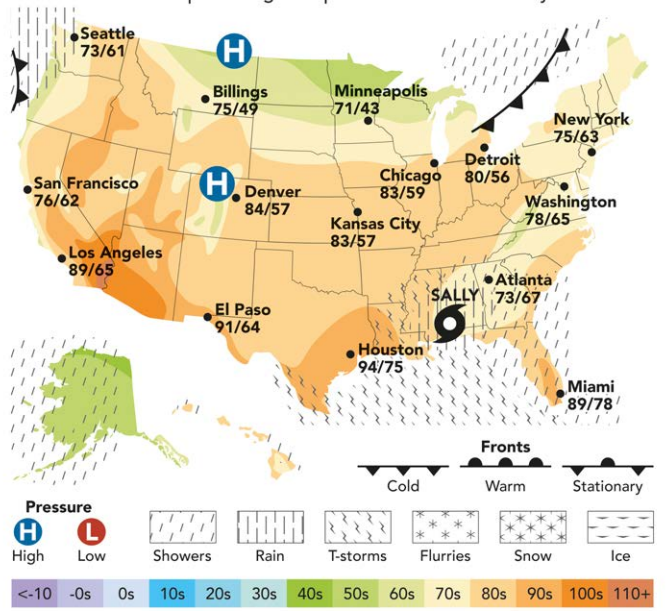 Seattle
73/61
H
Billings
75/49
Minneapolis
71/43
New York
75/63
Detroit
80/56
Chicago
83/59
San Francisco
76/62
H
Denver
84/57
Washington
78/65
Kansas City
83/57
Los Angeles
89/65
SALLY
Atlanta
73/67
El Paso
91/64
Houston
94/75
Miami
89/78
Fronts
Cold
Warm
Stationary
Pressure
H
L
High
Low
Showers
Rain
T-storms
Flurries
Snow
Ice
<-10 -0s 0s 10s 20s 30s 40s 50s 60s 70s 80s 90s 100s 110+